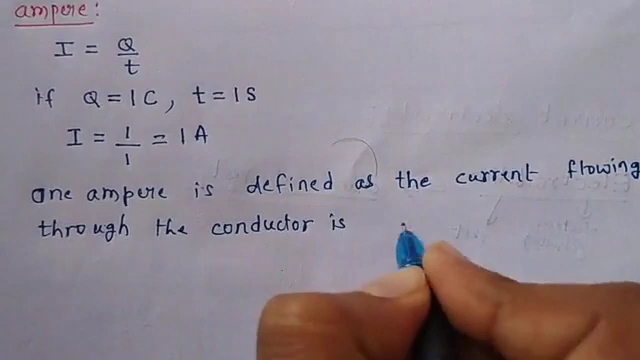 ampere:
I = Q/t
if Q = 1C, t = 1S
I = 1/1 = 1A
one ampere is defined as the current flowing
through the conductor is